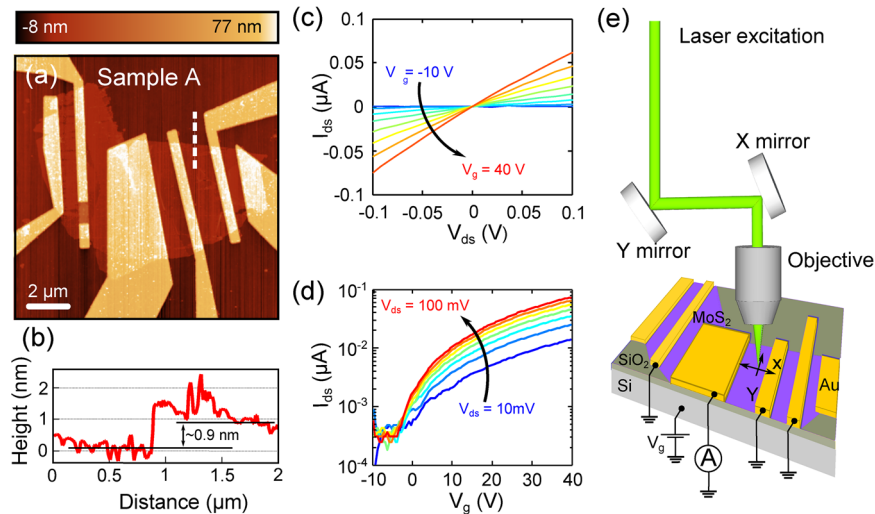 -8 nm 77 nm
(a) Sample A
2 µm
(b)
Height (nm)
3
2
1
0
~0.9 nm
0 0.5 1 1.5 2
Distance (µm)
(c)
I_ds (µA)
0.1
0.05
0
-0.05
-0.1
V_g = -10 V
V_g = 40 V
-0.1 -0.05 0 0.05 0.1
V_ds (V)
(d)
I_ds (µA)
10^-1
10^-2
10^-3
10^-4
V_ds = 100 mV
V_ds = 10mV
-10 0 10 20 30 40
V_g (V)
(e)
Laser excitation
X mirror
Y mirror
Objective
MoS₂
SiO₂
Si
X
Y
Au
V_g
A